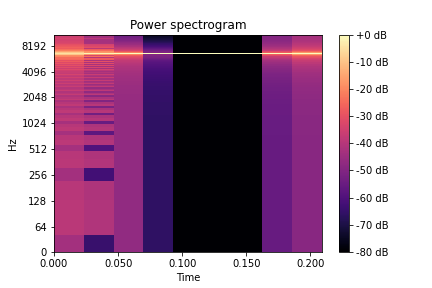 Power spectrogram
8192
4096
2048
1024
512
256
128
64
0
Hz
0.000 0.050 0.100 0.150 0.200
Time
+0 dB
-10 dB
-20 dB
-30 dB
-40 dB
-50 dB
-60 dB
-70 dB
-80 dB